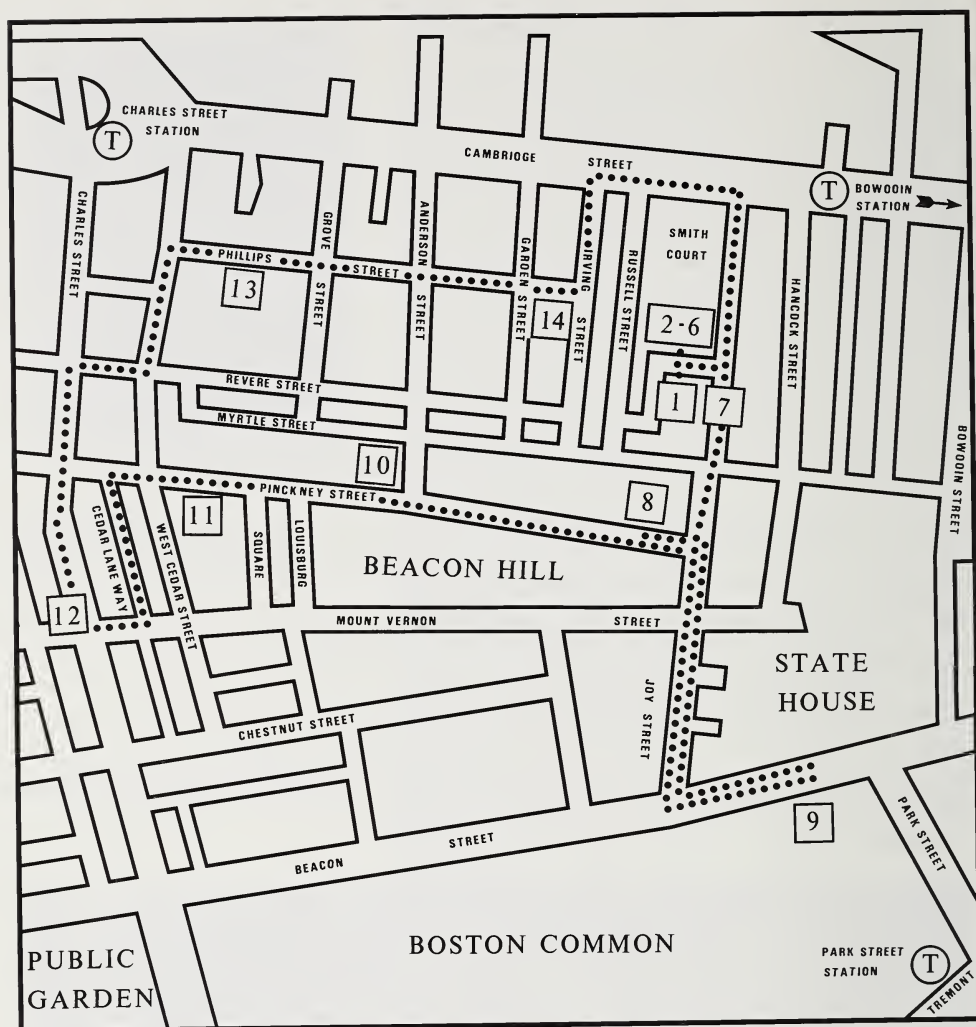 CHARLES STREET
STATION
T
CAMBRIDGE STREET
T
BOWOOIN
STATION
CHARLES STREET
GROVE STREET
ANDERSON STREET
GARDEN STREET
IRVING STREET
RUSSELL STREET
SMITH
COURT
HANCOCK STREET
PHILLIPS STREET
13
14
2-6
1
7
REVERE STREET
MYRTLE STREET
10
8
BOWOOIN STREET
PINCKNEY STREET
11
CEDAR LANE WAY
WEST CEDAR STREET
SQUARE
LOUISBURG
BEACON HILL
12
MOUNT VERNON STREET
STATE
HOUSE
JOY STREET
CHESTNUT STREET
9
PARK STREET
BEACON STREET
BOSTON COMMON
PUBLIC
GARDEN
PARK STREET
STATION
T
TREMONT